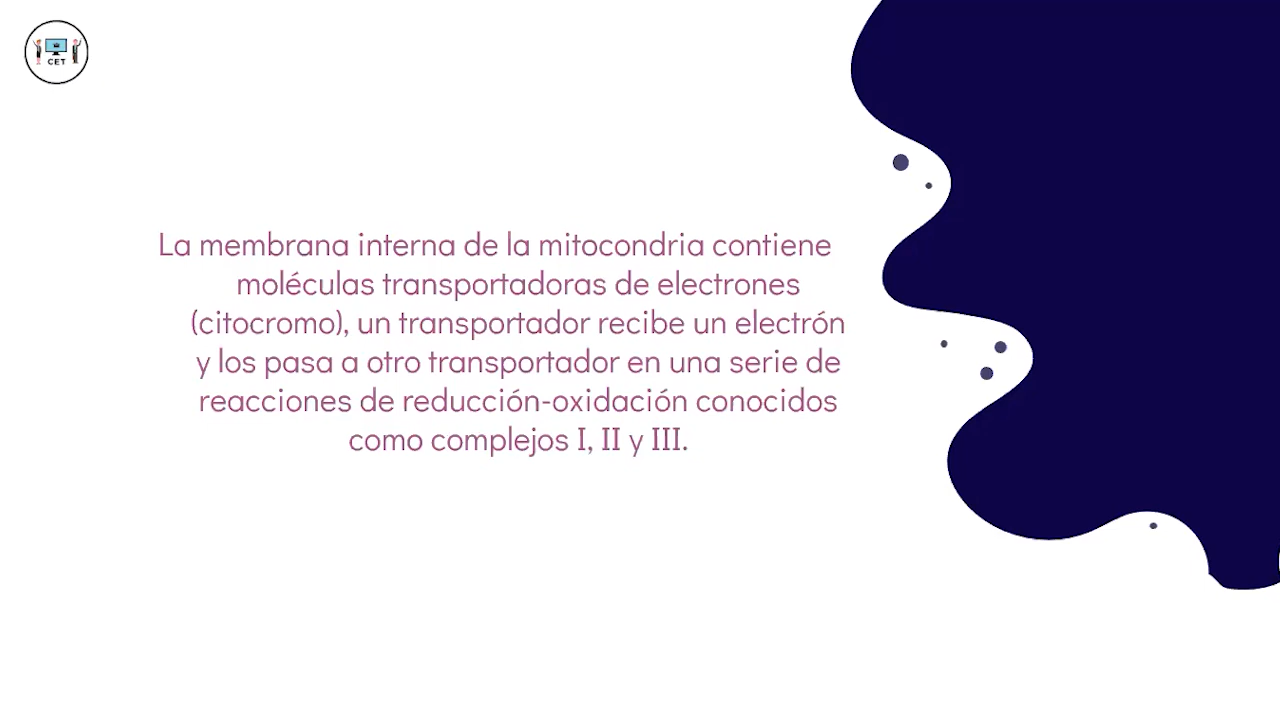 CET
La membrana interna de la mitocondria contiene
moléculas transportadoras de electrones
(citocromo), un transportador recibe un electrón
y los pasa a otro transportador en una serie de
reacciones de reducción-oxidación conocidos
como complejos I, II y III.